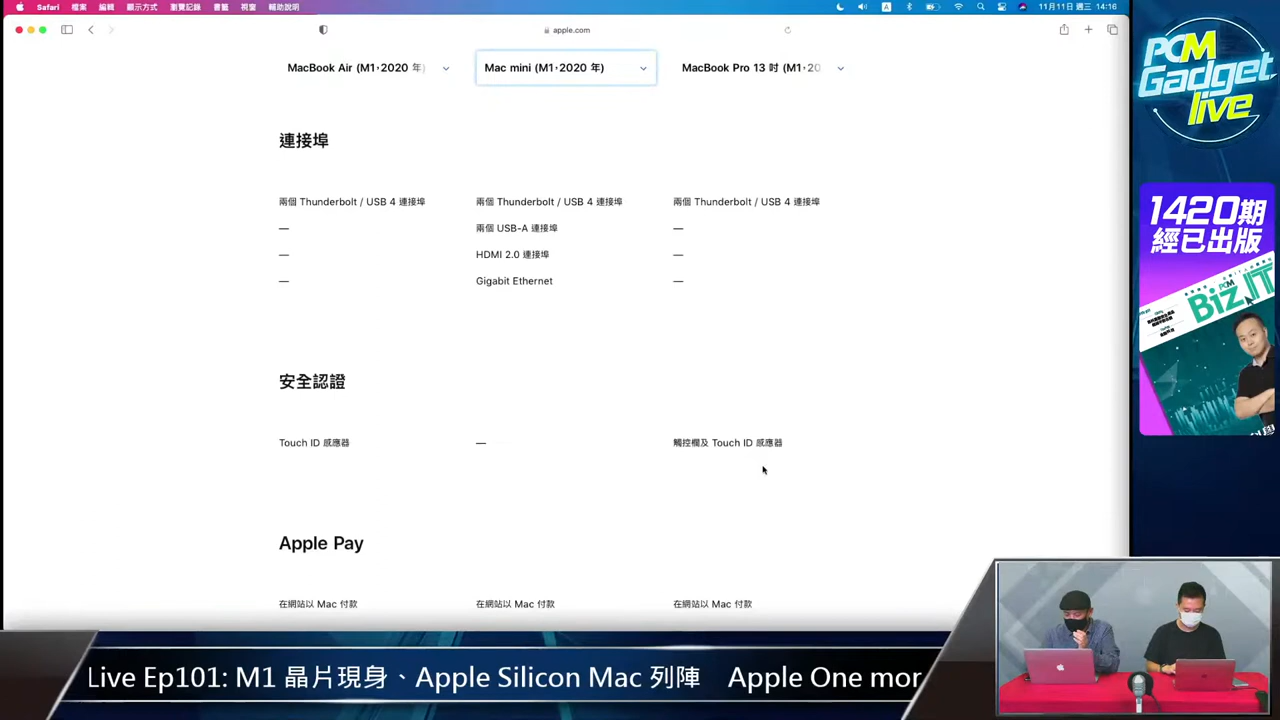 Safari 檔案 編輯 顯示方式 瀏覽記錄 書籤 視窗 輔助說明
A
11月11日 週三 14:16
apple.com
MacBook Air (M1,2020 年)
Mac mini (M1,2020 年)
MacBook Pro 13 吋 (M1,20
連接埠
兩個 Thunderbolt / USB 4 連接埠
兩個 Thunderbolt / USB 4 連接埠
兩個 Thunderbolt / USB 4 連接埠
—
兩個 USB-A 連接埠
—
—
HDMI 2.0 連接埠
—
—
Gigabit Ethernet
—
安全認證
Touch ID 感應器
—
觸控欄及 Touch ID 感應器
Apple Pay
在網站以 Mac 付款
在網站以 Mac 付款
在網站以 Mac 付款
PCM
Gadget
live
1420期
經已出版
PCM
Biz.IT
Live Ep101: M1 晶片現身、Apple Silicon Mac 列陣 Apple One mor